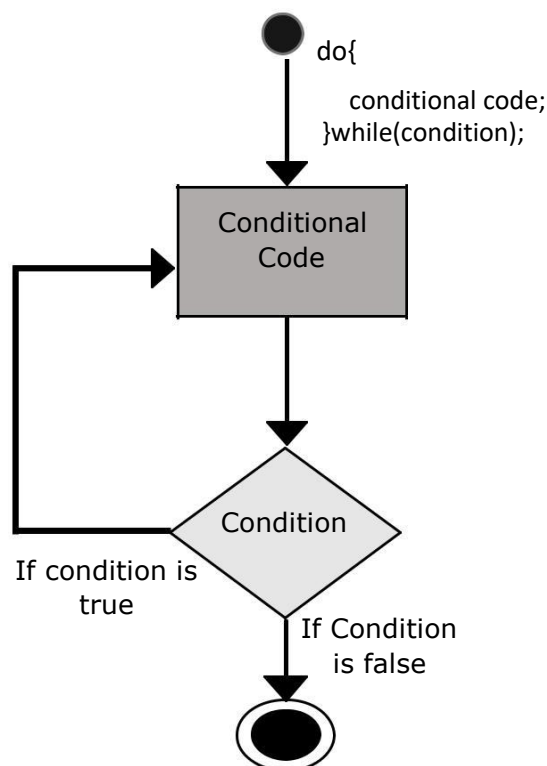 do{
conditional code;
}while(condition);
Conditional
Code
Condition
If condition is
true
If Condition
is false